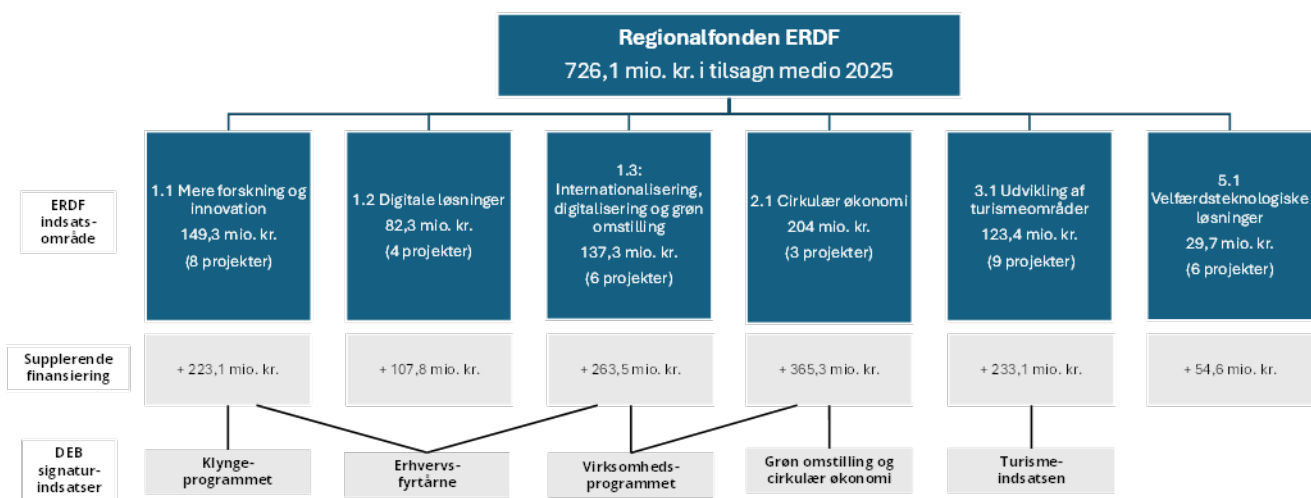 Regionalfonden ERDF
726,1 mio. kr. i tilsagn medio 2025
ERDF
indsats-
område
1.1 Mere forskning og
innovation
149,3 mio. kr.
(8 projekter)
1.2 Digitale løsninger
82,3 mio. kr.
(4 projekter)
1.3:
Internationalisering,
digitalisering og grøn
omstilling
137,3 mio. kr.
(6 projekter)
2.1 Cirkulær økonomi
204 mio. kr.
(3 projekter)
3.1 Udvikling af
turismeområder
123,4 mio. kr.
(9 projekter)
5.1
Velfærdsteknologiske
løsninger
29,7 mio. kr.
(6 projekter)
Supplerende
finansiering
+ 223,1 mio. kr.
+ 107,8 mio. kr.
+ 263,5 mio. kr.
+ 365,3 mio. kr.
+ 233,1 mio. kr.
+ 54,6 mio. kr.
DEB
signatur-
indsatser
Klynge-
programmet
Erhvervs-
fyrtårne
Virksomheds-
programmet
Grøn omstilling og
cirkulær økonomi
Turisme-
indsatsen